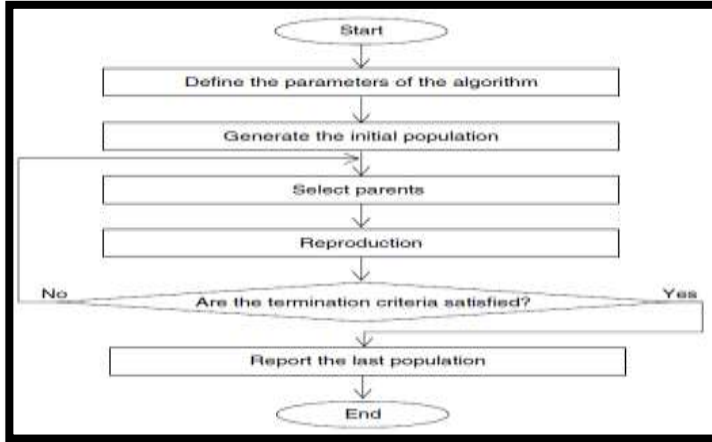 Start
Define the parameters of the algorithm
Generate the initial population
Select parents
Reproduction
No
Are the termination criteria satisfied?
Yes
Report the last population
End